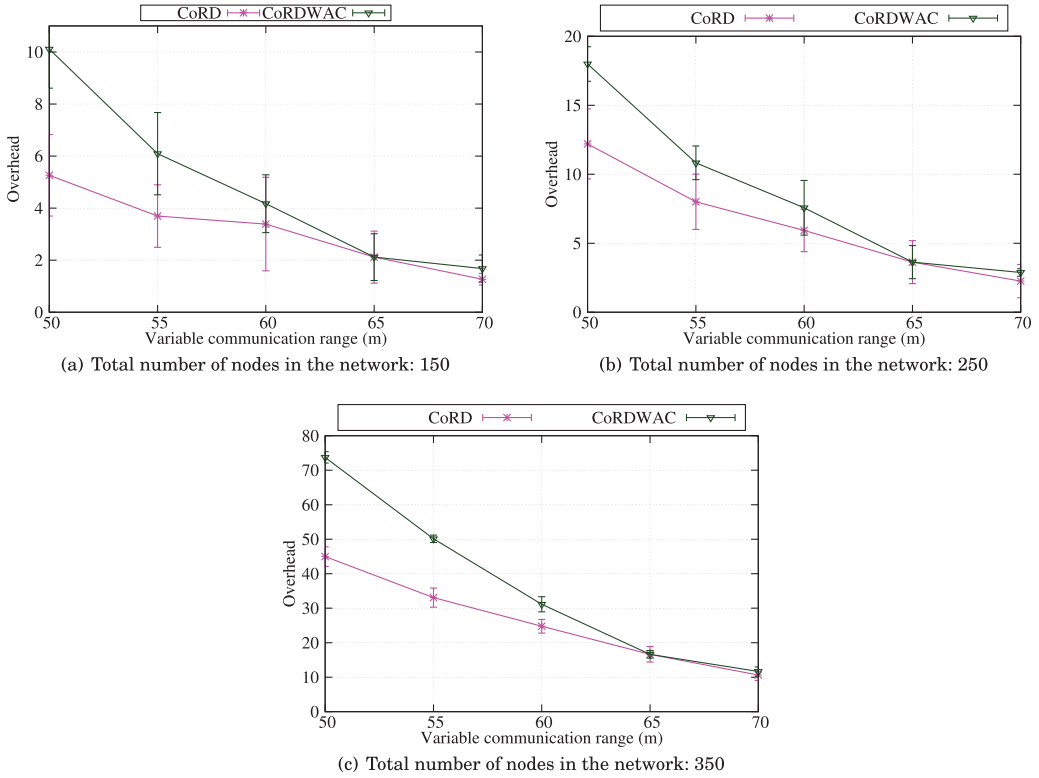 CoRD CoRDWAC
10
8
6
4
2
0
Overhead
50 55 60 65 70
Variable communication range (m)
(a) Total number of nodes in the network: 150
CoRD CoRDWAC
20
15
10
5
0
Overhead
50 55 60 65 70
Variable communication range (m)
(b) Total number of nodes in the network: 250
CoRD CoRDWAC
80
70
60
50
40
30
20
10
0
Overhead
50 55 60 65 70
Variable communication range (m)
(c) Total number of nodes in the network: 350